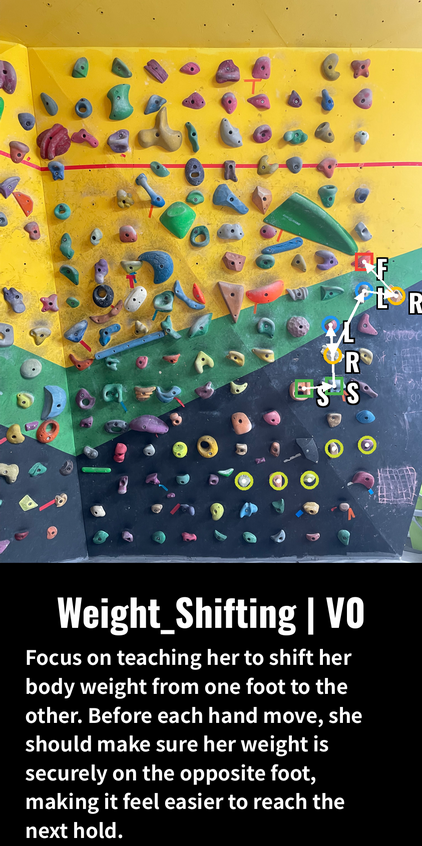 F
L
R
L
R
S
S
Weight_Shifting | V0
Focus on teaching her to shift her
body weight from one foot to the
other. Before each hand move, she
should make sure her weight is
securely on the opposite foot,
making it feel easier to reach the
next hold.